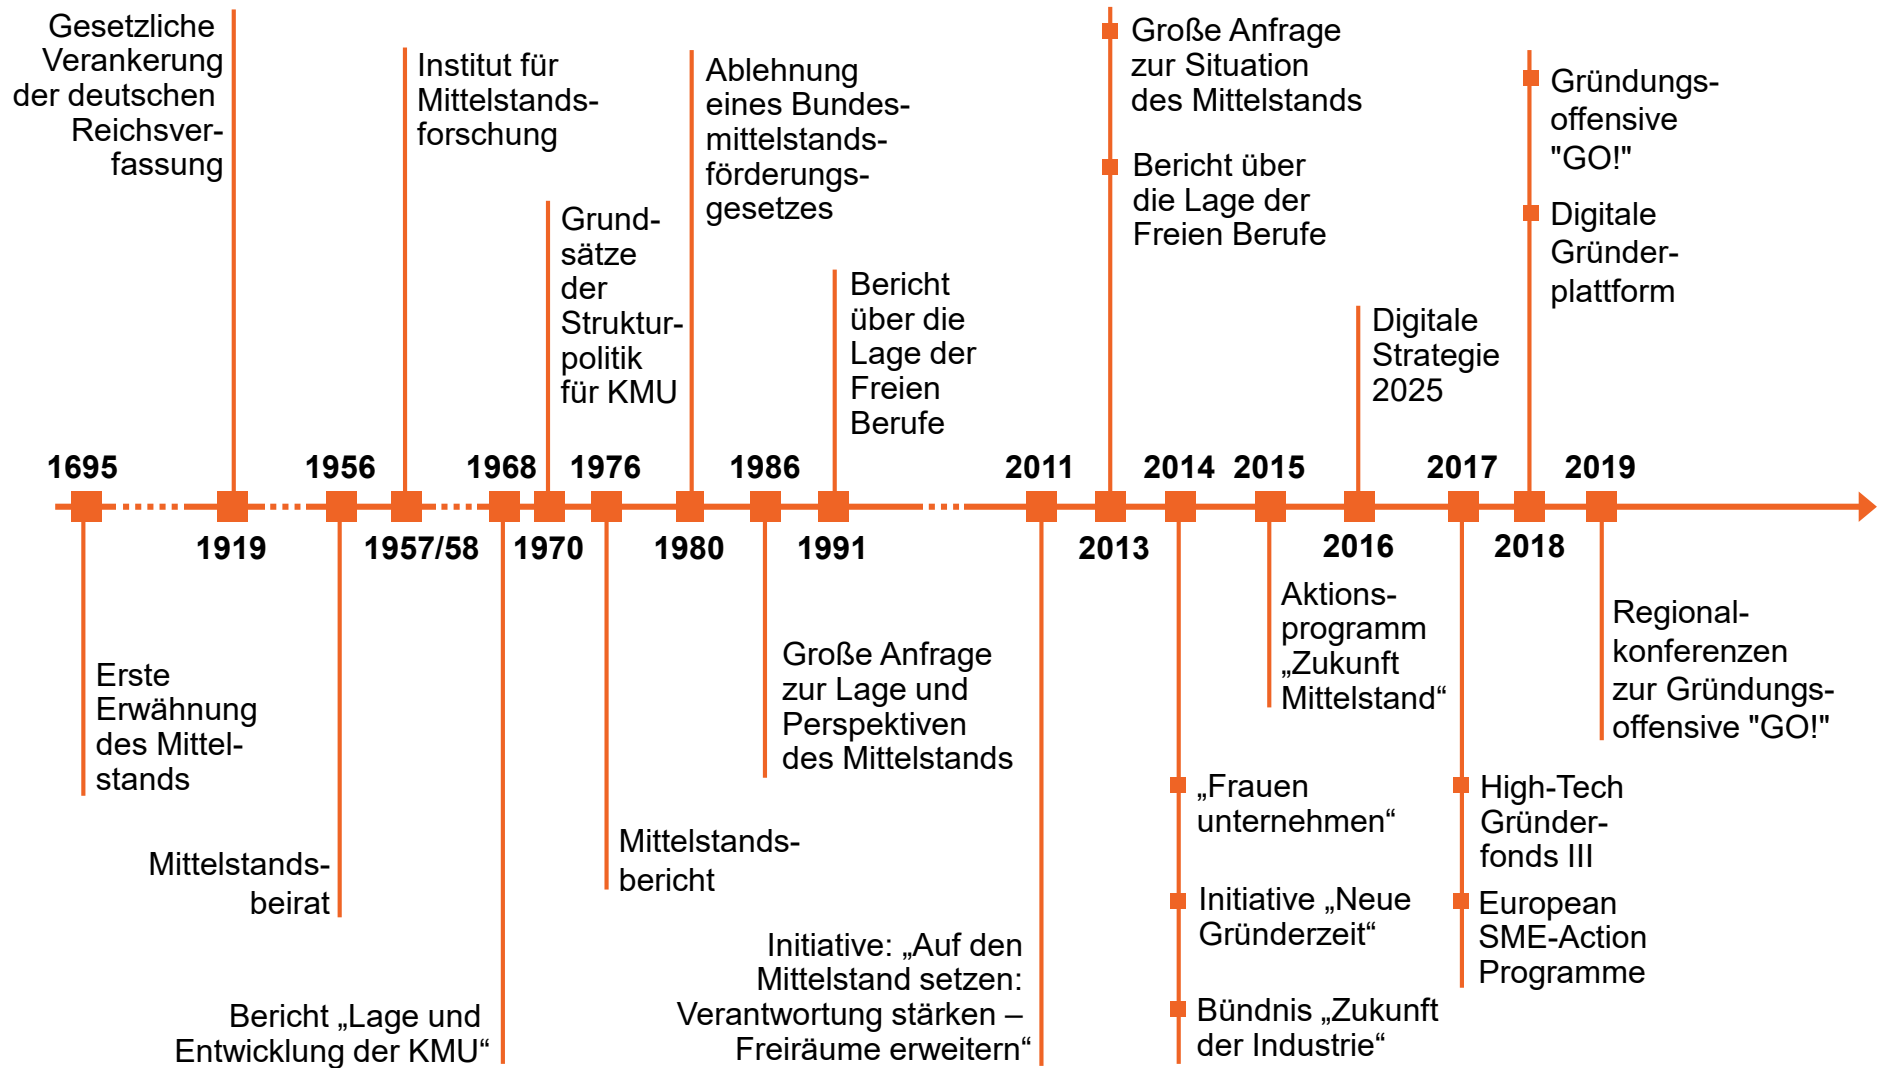 Gesetzliche
Verankerung
der deutschen
Reichsver-
fassung
Institut für
Mittelstands-
forschung
Grund-
sätze
der
Struktur-
politik
für KMU
Ablehnung
eines Bundes-
mittelstands-
förderungs-
gesetzes
Bericht
über die
Lage der
Freien
Berufe
Große Anfrage
zur Situation
des Mittelstands
Bericht über
die Lage der
Freien Berufe
Digitale
Strategie
2025
Gründungs-
offensive
"GO!"
Digitale
Gründer-
plattform
1695 1956 1968 1976 1986 2011 2014 2015 2017 2019
1919 1957/58 1970 1980 1991 2013 2016 2018
Erste
Erwähnung
des Mittel-
stands
Mittelstands-
beirat
Bericht „Lage und
Entwicklung der KMU“
Mittelstands-
bericht
Große Anfrage
zur Lage und
Perspektiven
des Mittelstands
Initiative: „Auf den
Mittelstand setzen:
Verantwortung stärken –
Freiräume erweitern“
„Frauen
unternehmen“
Initiative „Neue
Gründerzeit“
Bündnis „Zukunft
der Industrie“
Aktions-
programm
„Zukunft
Mittelstand“
High-Tech
Gründer-
fonds III
European
SME-Action
Programme
Regional-
konferenzen
zur Gründungs-
offensive "GO!"